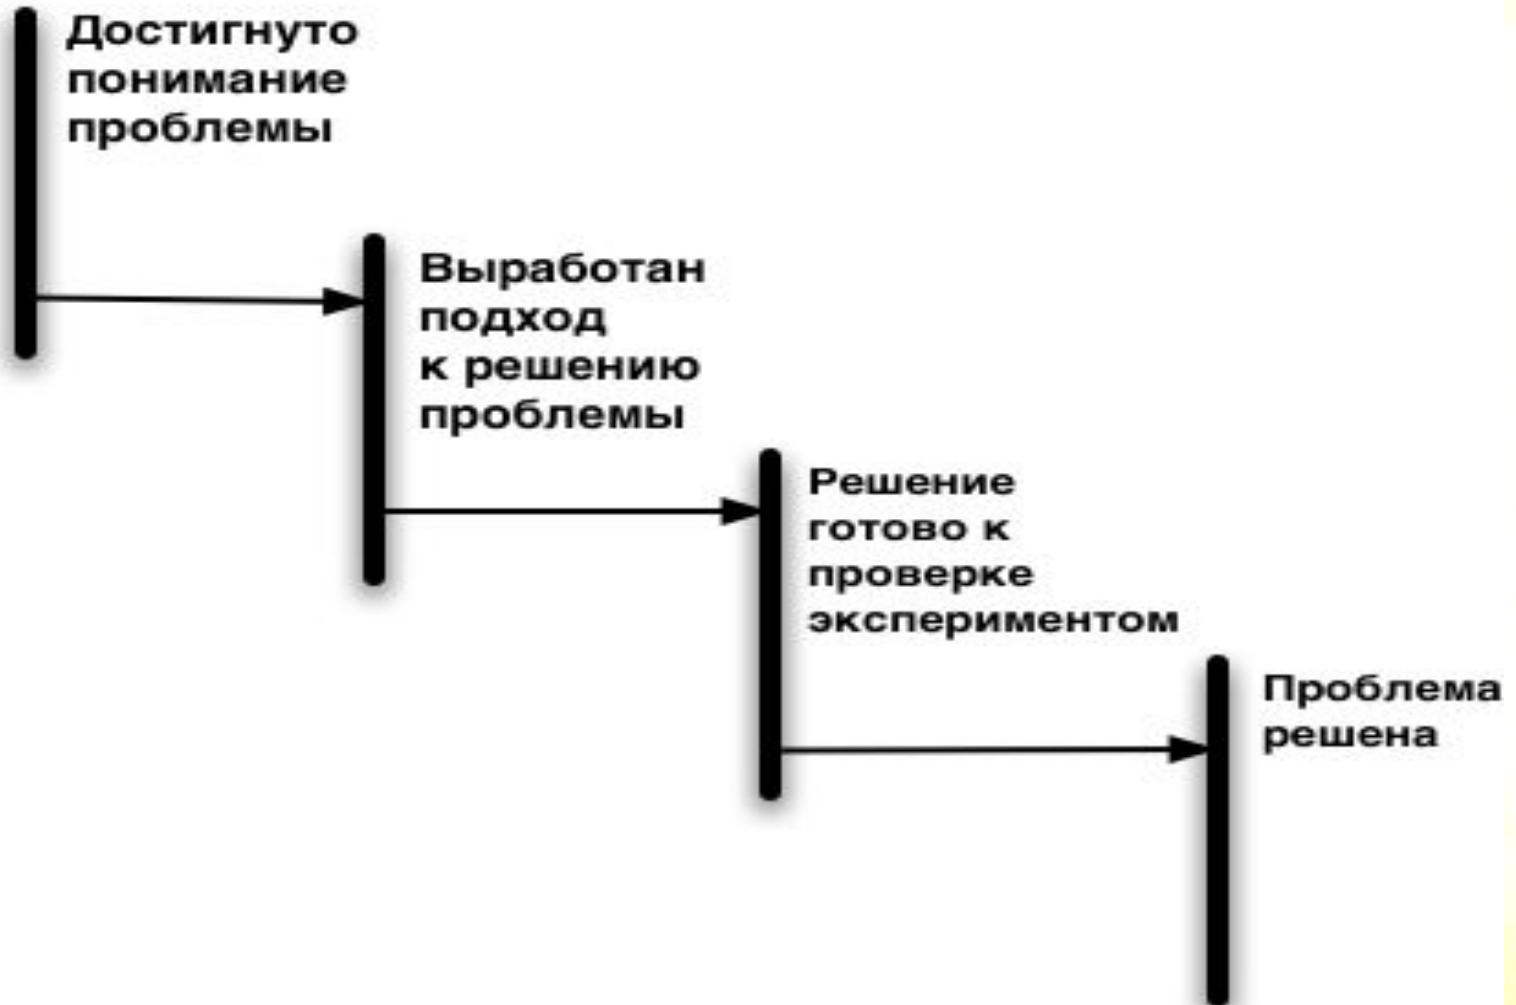 Достигнуто
понимание
проблемы
Выработан
подход
к решению
проблемы
Решение
готово к
проверке
экспериментом
Проблема
решена